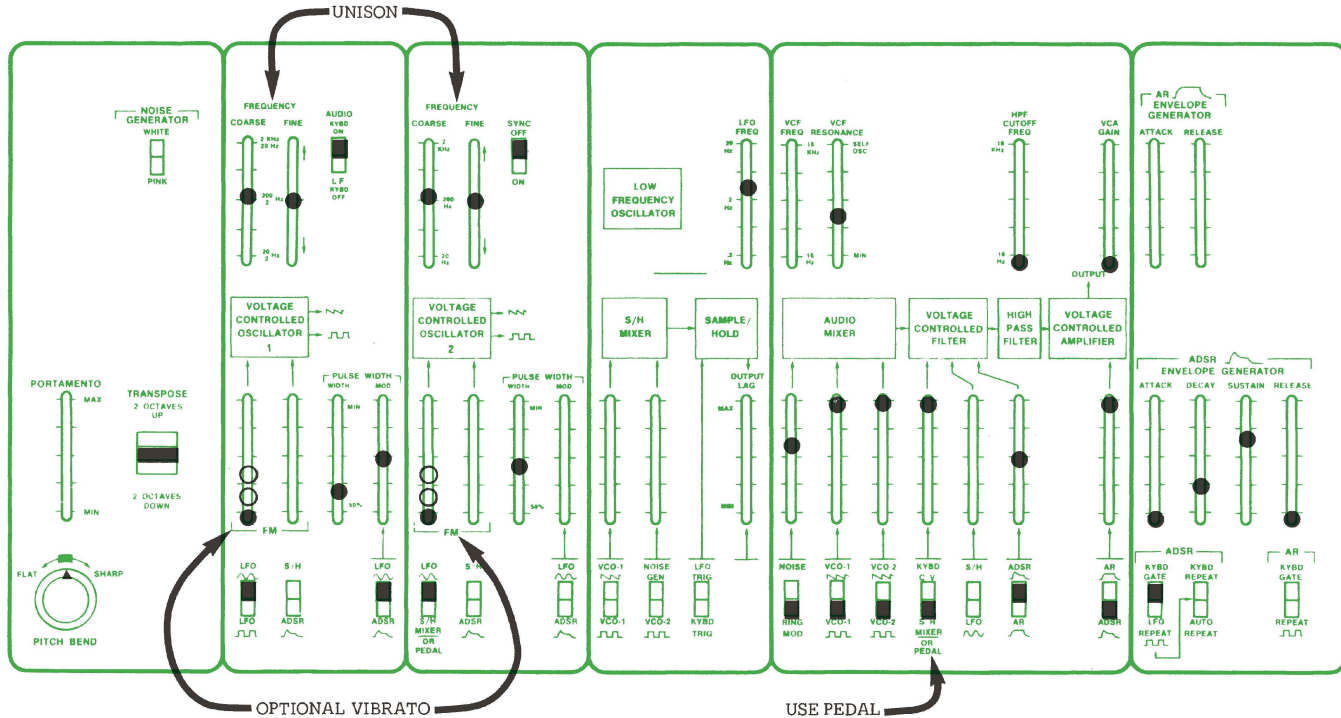 UNISON
NOISE
GENERATOR
WHITE
PINK
PORTAMENTO
MAX
MIN
TRANSPOSE
2 OCTAVES
UP
2 OCTAVES
DOWN
FLAT
SHARP
PITCH BEND
FREQUENCY
COARSE
FINE
2 KHz
20 Hz
200
2
Hz
20
2
Hz
AUDIO
KYBD
ON
LF
KYBD
OFF
VOLTAGE
CONTROLLED
OSCILLATOR
1
PULSE WIDTH
WIDTH
MOD
MIN
50%
FM
LFO
S/H
LFO
LFO
ADSR
ADSR
FREQUENCY
COARSE
FINE
2
KHz
200
Hz
20
Hz
SYNC
OFF
ON
VOLTAGE
CONTROLLED
OSCILLATOR
2
PULSE WIDTH
WIDTH
MOD
MIN
50%
FM
LFO
S/H
LFO
S/H
MIXER
OR
PEDAL
ADSR
ADSR
LOW
FREQUENCY
OSCILLATOR
LFO
FREQ
20
Hz
2
Hz
.2
Hz
S/H
MIXER
SAMPLE/
HOLD
OUTPUT
LAG
MAX
MINI
VCO-1
NOISE
GEN
LFO
TRIG
VCO-1
VCO-2
KYBD
TRIG
VCF
FREQ
VCF
RESONANCE
16
KHz
16
Hz
SELF
OSC
MIN
HPF
CUTOFF
FREQ
16
KHz
16
Hz
VCA
GAIN
OUTPUT
AUDIO
MIXER
VOLTAGE
CONTROLLED
FILTER
HIGH
PASS
FILTER
VOLTAGE
CONTROLLED
AMPLIFIER
NOISE
VCO-1
VCO-2
KYBD
C V
S/H
ADSR
AR
RING
MOD
VCO-1
VCO-2
S H
MIXER
OR
PEDAL
LFO
AR
ADSR
AR
ENVELOPE
GENERATOR
ATTACK
RELEASE
ADSR
ENVELOPE GENERATOR
ATTACK
DECAY
SUSTAIN
RELEASE
ADSR
AR
KYBD
GATE
KYBD
REPEAT
KYBD
GATE
LFO
REPEAT
AUTO
REPEAT
REPEAT
OPTIONAL VIBRATO
USE PEDAL